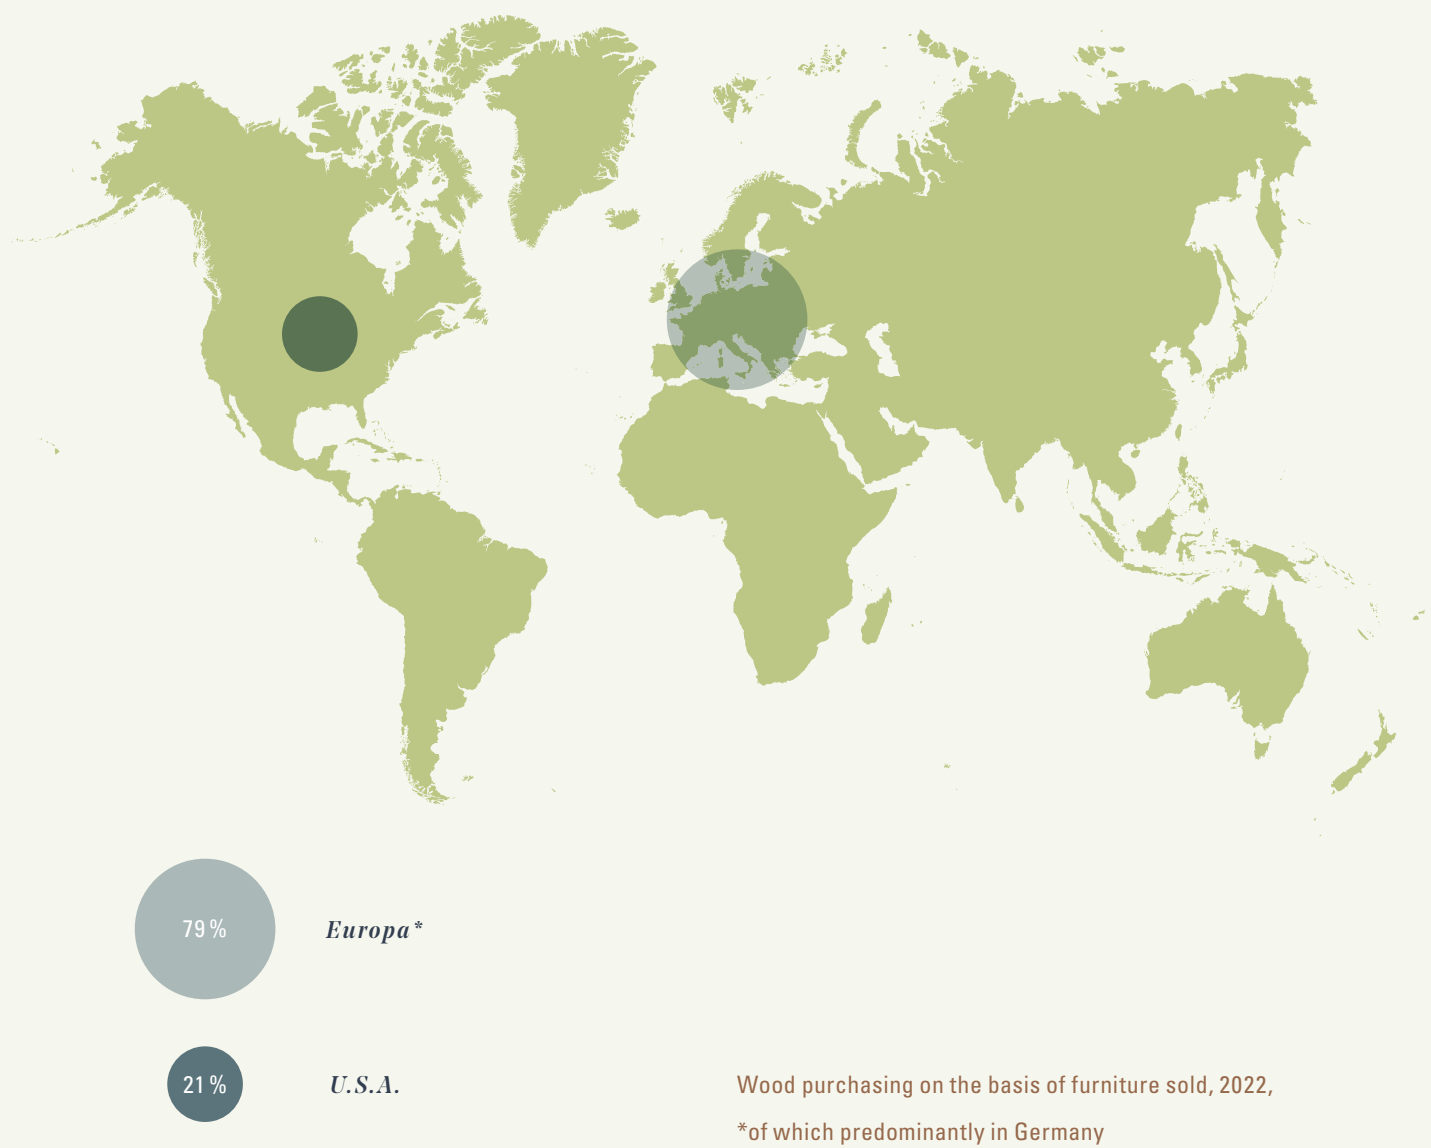 79 %
Europa*
21 %
U.S.A.
Wood purchasing on the basis of furniture sold, 2022,
*of which predominantly in Germany